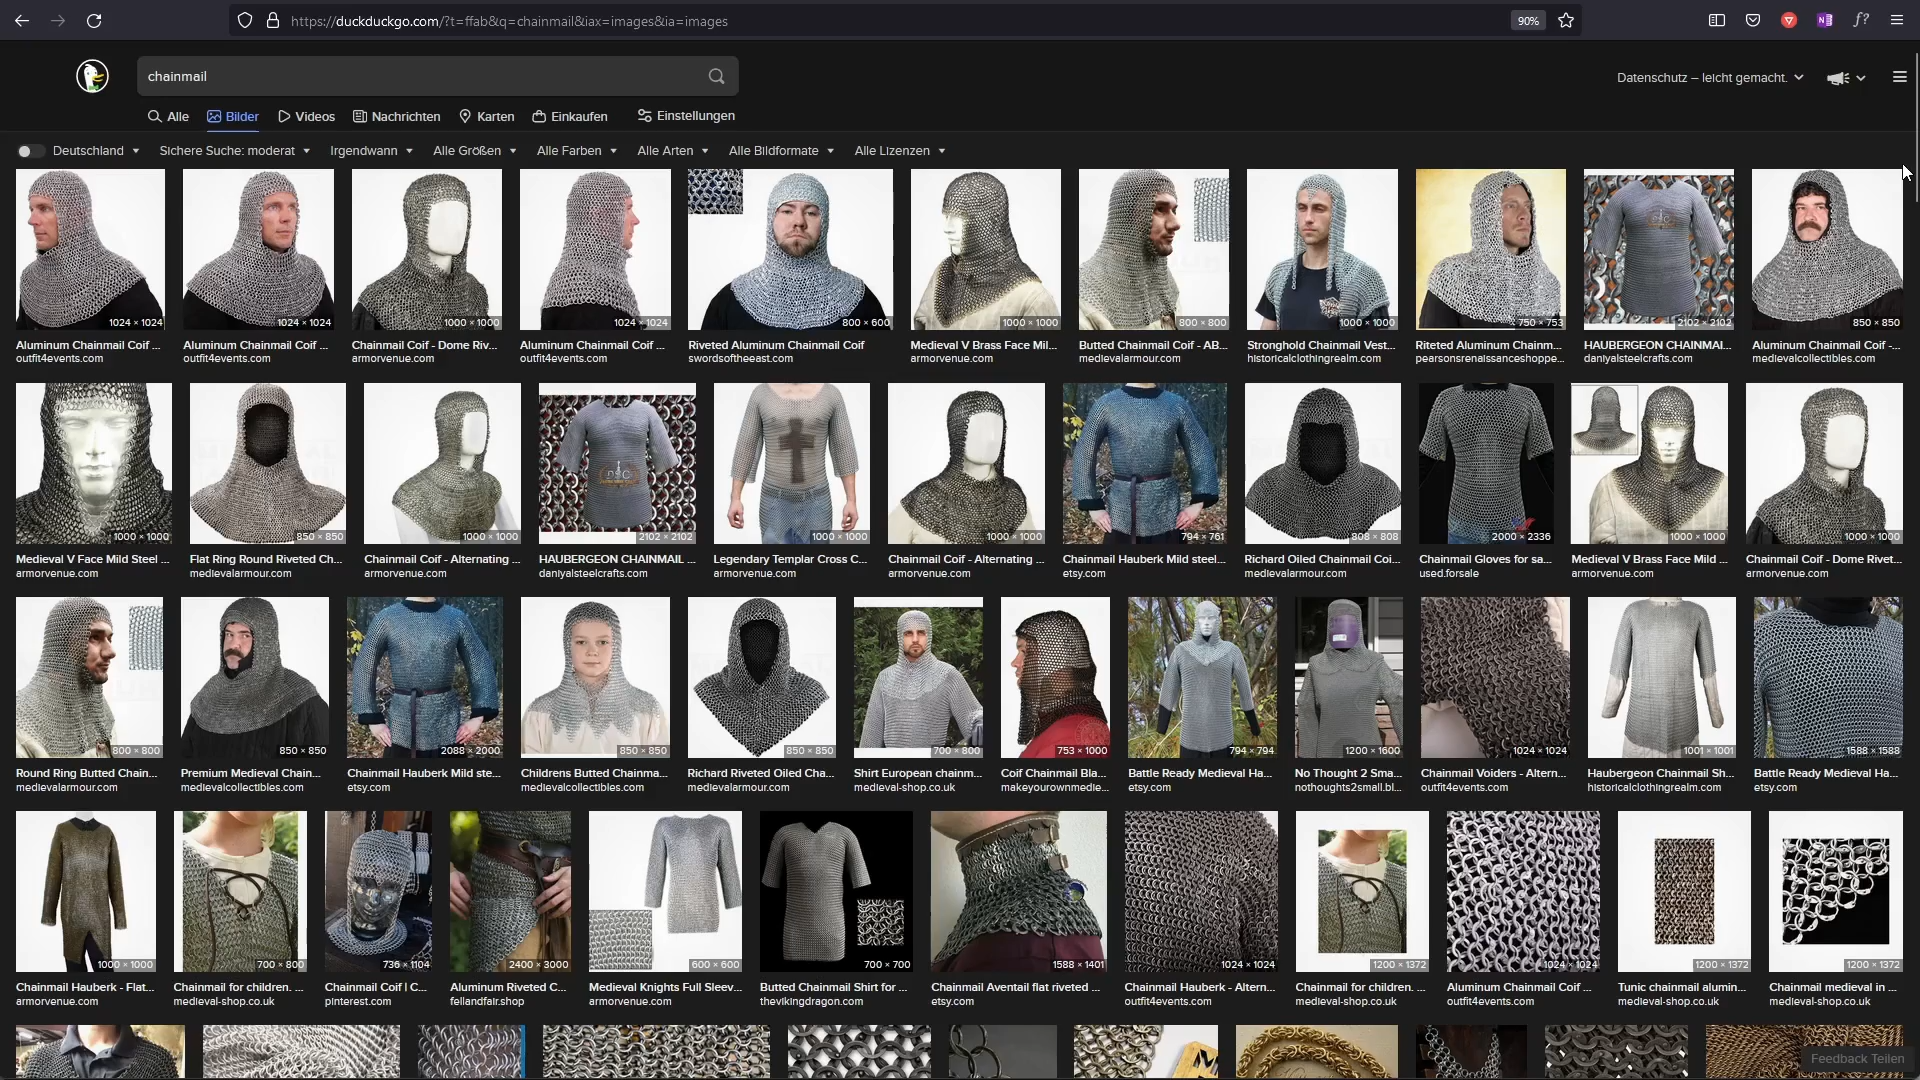 https://duckduckgo.com/?t=ffab&q=chainmail&iax=images&ia=images
90%
chainmail
Datenschutz – leicht gemacht.
Alle Bilder Videos Nachrichten Karten Einkaufen Einstellungen
Deutschland Sichere Suche: moderat Irgendwann Alle Größen Alle Farben Alle Arten Alle Bildformate Alle Lizenzen
1024 × 1024 1024 × 1024 1000 × 1000 1024 × 1024 800 × 600 1000 × 1000 800 × 800 1000 × 1000 750 × 753 2102 × 2102 850 × 850
Aluminum Chainmail Coif ... Aluminum Chainmail Coif ... Chainmail Coif - Dome Riv... Aluminum Chainmail Coif ... Riveted Aluminum Chainmail Coif Medieval V Brass Face Mil... Butted Chainmail Coif - AB... Stronghold Chainmail Vest... Riteted Aluminum Chainm... HAUBERGEON CHAINMAI... Aluminum Chainmail Coif -...
outfit4events.com outfit4events.com armorvenue.com outfit4events.com swordsoftheeast.com armorvenue.com medievalarmour.com historicalclothingrealm.com pearsonsrenaissanceshoppe... daniyalsteelcrafts.com medievalcollectibles.com
1000 × 1000 850 × 850 1000 × 1000 2102 × 2102 1000 × 1000 1000 × 1000 794 × 761 808 × 808 2000 × 2336 1000 × 1000 1000 × 1000
Medieval V Face Mild Steel ... Flat Ring Round Riveted Ch... Chainmail Coif - Alternating ... HAUBERGEON CHAINMAIL ... Legendary Templar Cross C... Chainmail Coif - Alternating ... Chainmail Hauberk Mild steel... Richard Oiled Chainmail Coi... Chainmail Gloves for sa... Medieval V Brass Face Mild ... Chainmail Coif - Dome Rivet...
armorvenue.com medievalarmour.com armorvenue.com daniyalsteelcrafts.com armorvenue.com armorvenue.com etsy.com medievalarmour.com used.forsale armorvenue.com armorvenue.com
800 × 800 850 × 850 2088 × 2000 850 × 850 850 × 850 700 × 800 753 × 1000 794 × 794 1200 × 1600 1024 × 1024 1001 × 1001 1588 × 1588
Round Ring Butted Chain... Premium Medieval Chain... Chainmail Hauberk Mild ste... Childrens Butted Chainma... Richard Riveted Oiled Cha... Shirt European chainm... Coif Chainmail Bla... Battle Ready Medieval Ha... No Thought 2 Sma... Chainmail Voiders - Altern... Haubergeon Chainmail Sh... Battle Ready Medieval Ha...
medievalarmour.com medievalcollectibles.com etsy.com medievalcollectibles.com medievalarmour.com medieval-shop.co.uk makeyourownmedie... etsy.com nothoughts2small.bl... outfit4events.com historicalclothingrealm.com etsy.com
1000 × 1000 700 × 800 736 × 1104 2400 × 3000 600 × 600 700 × 700 1588 × 1401 1024 × 1024 1200 × 1372 1024 × 1024 1200 × 1372 1200 × 1372
Chainmail Hauberk - Flat... Chainmail for children. ... Chainmail Coif | C... Aluminum Riveted C... Medieval Knights Full Sleev... Butted Chainmail Shirt for ... Chainmail Aventail flat riveted ... Chainmail Hauberk - Altern... Chainmail for children. ... Aluminum Chainmail Coif ... Tunic chainmail alumin... Chainmail medieval in ...
armorvenue.com medieval-shop.co.uk pinterest.com fellandfair.shop armorvenue.com thevikingdragon.com etsy.com outfit4events.com medieval-shop.co.uk outfit4events.com medieval-shop.co.uk medieval-shop.co.uk
Feedback Teilen